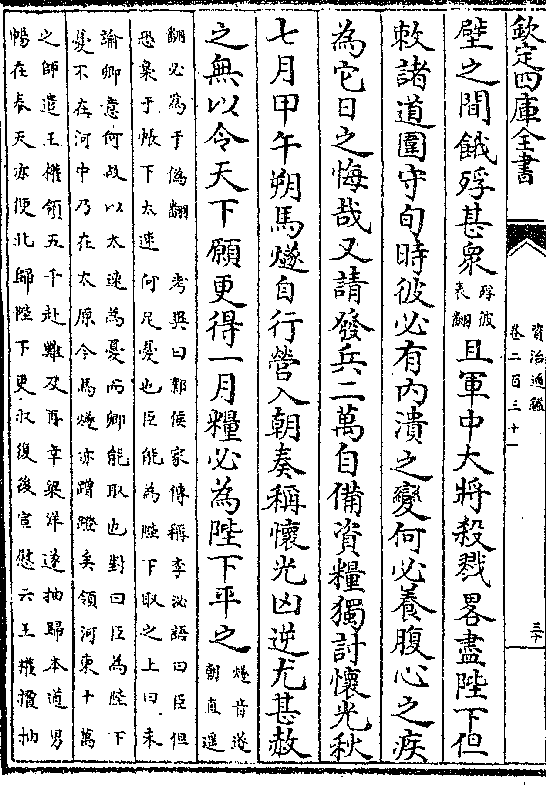 欽定四庫全書
資治通鑑
卷二百三十一
三十
壁之間餓殍甚衆殍被表翻且軍中大將殺戮畧盡陛下但
敕諸道圍守旬時彼必有内潰之變何必養腹心之疾
為它日之悔哉又請發兵二萬自備資糧獨討懷光秋
七月甲午朔馬燧自行營入朝奏稱懷光凶逆尤甚赦
之無以令天下願更得一月糧必為陛下平之燧音遂朝直遥
翻必為于偽翻 考異曰鄴侯家傳稱李泌語曰臣但
恐梟于帳下太速何足憂也臣能為陛下取之上曰未
諭卿意何故以太速為憂而卿能取也對曰臣為陛下
憂不在河中乃在太原今馬燧亦蹭蹬矣領河東十萬
之師遣王權領五千赴難及再幸梁洋遂抽歸本道男
暢在奉天亦便北歸陛下更收復後宣慰云王權擅抽